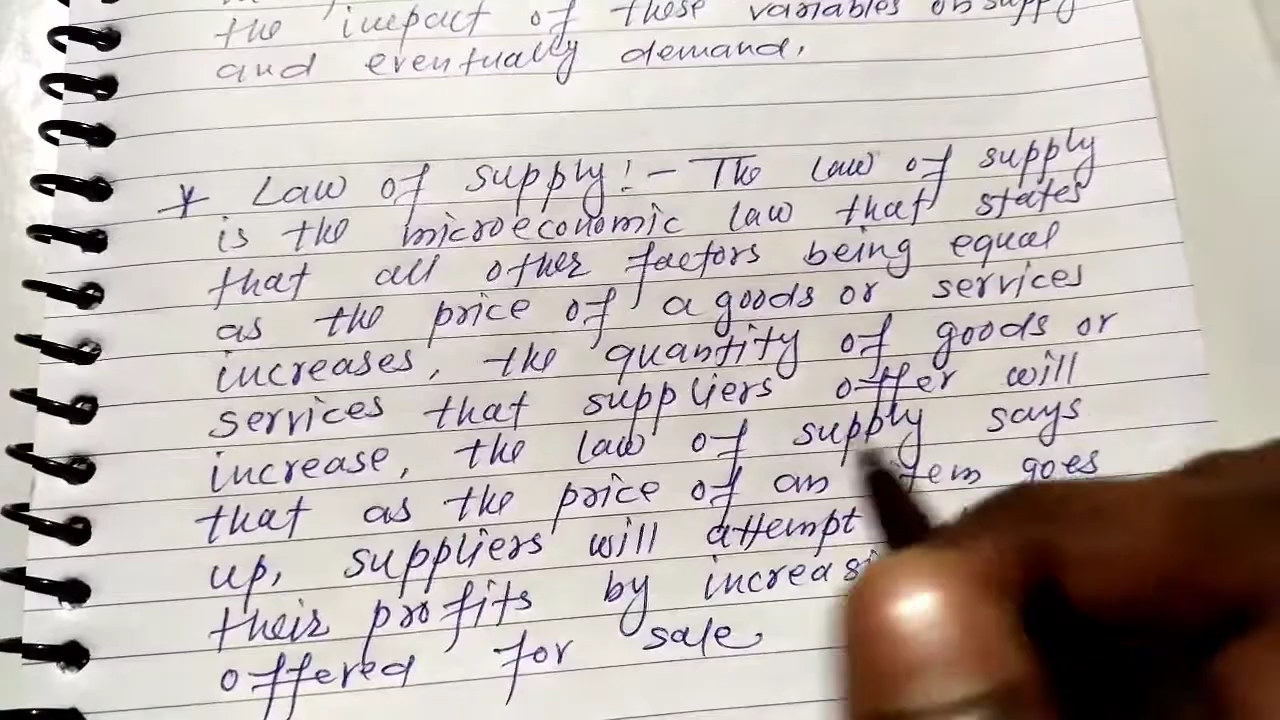 the impact of these variables on supply
and eventually demand.
* Law of supply:- The law of supply
is the microeconomic law that states
that all other factors being equal
as the price of a goods or services
increases, the quantity of goods or
services that suppliers offer will
increase, the law of supply says
that as the price of an item goes
up, suppliers will attempt
their profits by
offered for sale